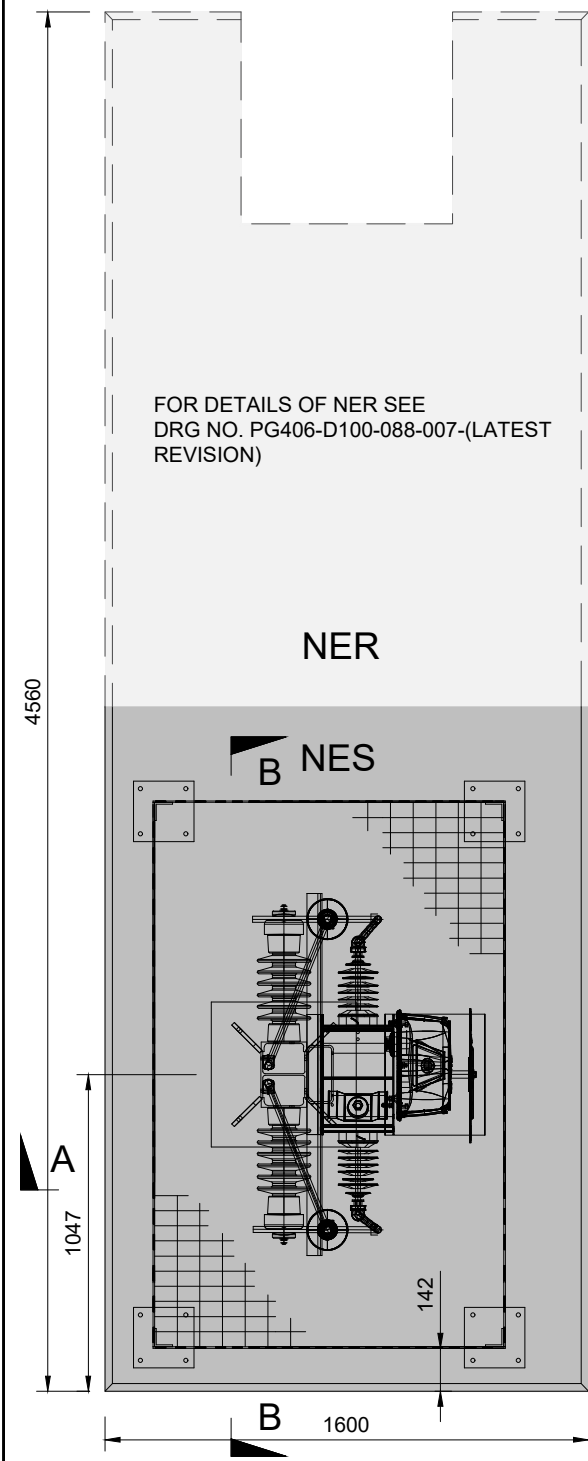 FOR DETAILS OF NER SEE
DRG NO. PG406-D100-088-007-(LATEST
REVISION)
NER
4560
B
NES
A
1047
142
B
1600